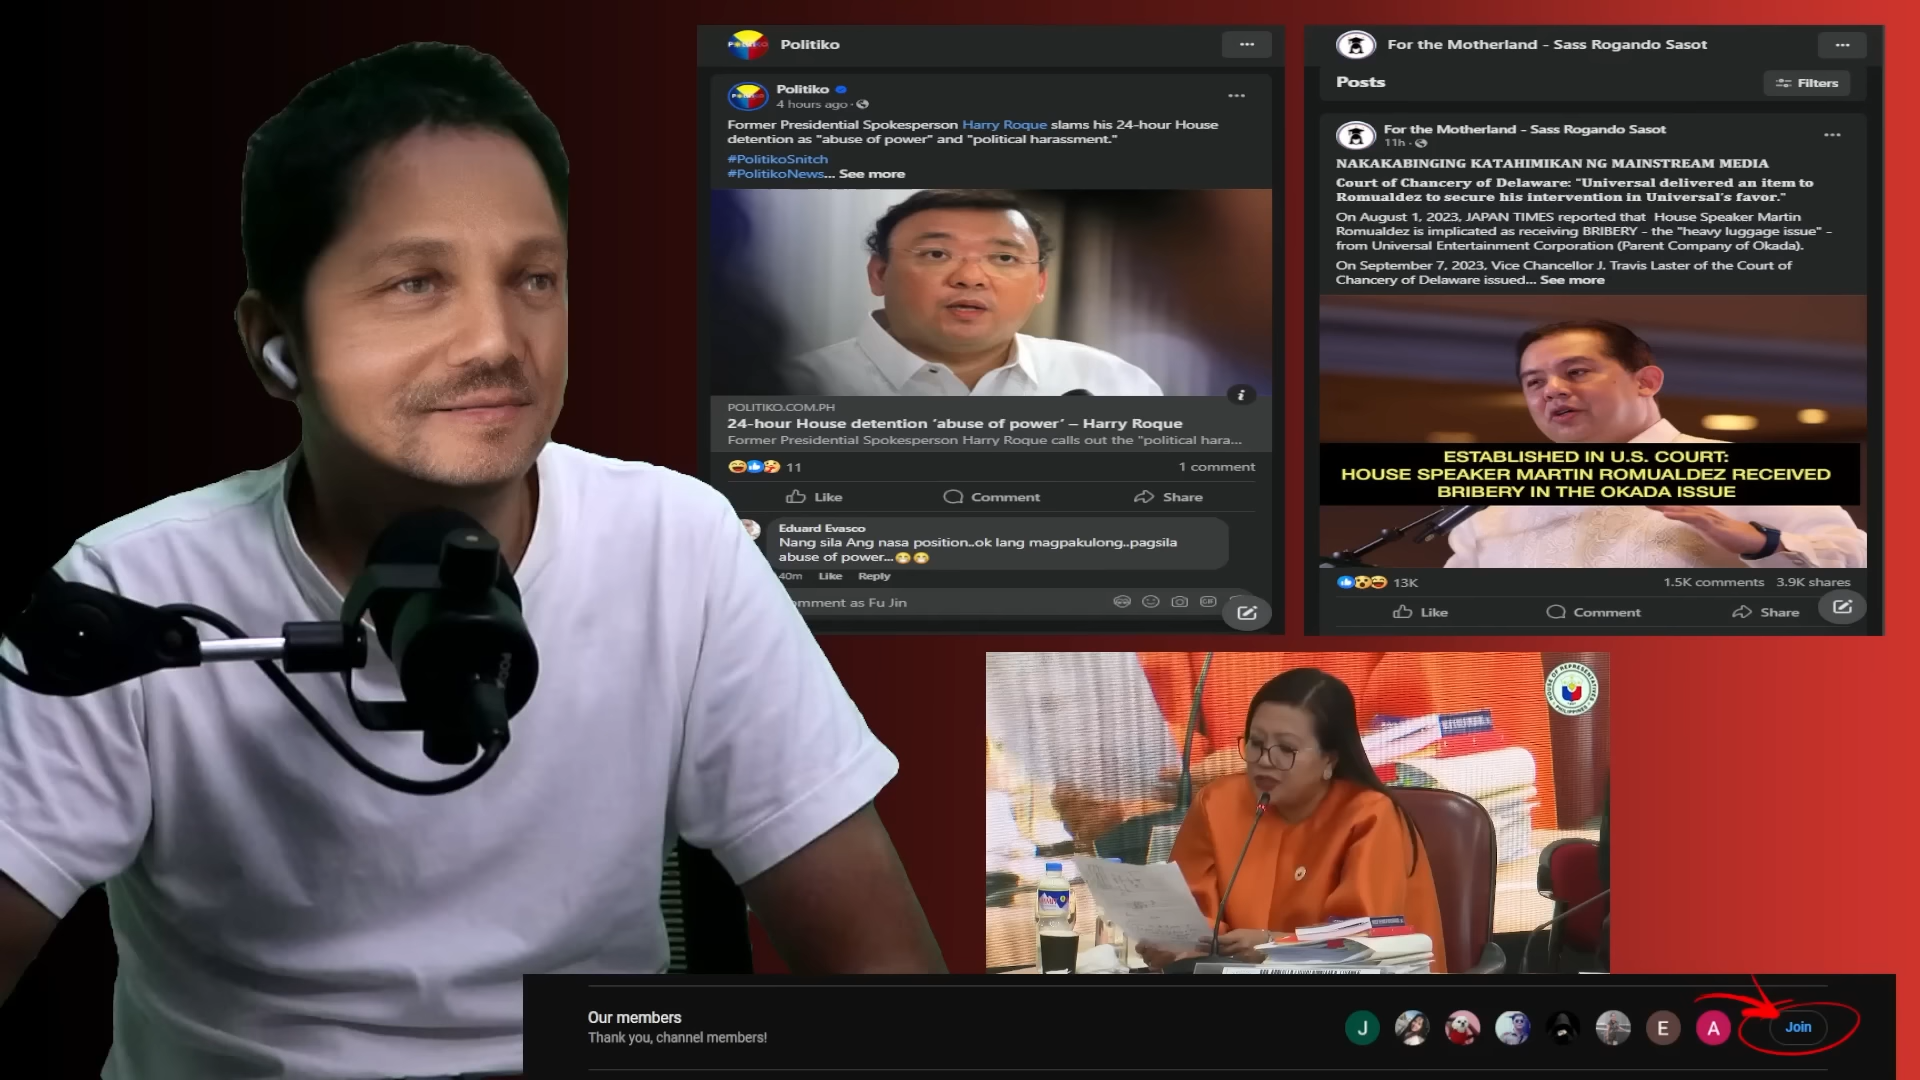 Politiko
Politiko
4 hours ago
Former Presidential Spokesperson Harry Roque slams his 24-hour House
detention as "abuse of power" and "political harassment."
#PolitikoSnitch
#PolitikoNews... See more
POLITIKO.COM.PH
24-hour House detention 'abuse of power' – Harry Roque
Former Presidential Spokesperson Harry Roque calls out the "political hara...
11
1 comment
Like
Comment
Share
Eduard Evasco
Nang sila Ang nasa position..ok lang magpakulong..pagsila
abuse of power...
40m Like Reply
omment as Fu Jin
For the Motherland - Sass Rogando Sasot
Posts
Filters
For the Motherland - Sass Rogando Sasot
11h
NAKAKABINGING KATAHIMIKAN NG MAINSTREAM MEDIA
Court of Chancery of Delaware: "Universal delivered an item to
Romualdez to secure his intervention in Universal's favor."
On August 1, 2023, JAPAN TIMES reported that House Speaker Martin
Romualdez is implicated as receiving BRIBERY - the "heavy luggage issue" -
from Universal Entertainment Corporation (Parent Company of Okada).
On September 7, 2023, Vice Chancellor J. Travis Laster of the Court of
Chancery of Delaware issued... See more
ESTABLISHED IN U.S. COURT:
HOUSE SPEAKER MARTIN ROMUALDEZ RECEIVED
BRIBERY IN THE OKADA ISSUE
13K
1.5K comments 3.9K shares
Like
Comment
Share
HOUSE OF REPRESENTATIVES
PHILIPPINES
Our members
Thank you, channel members!
J
E
A
Join